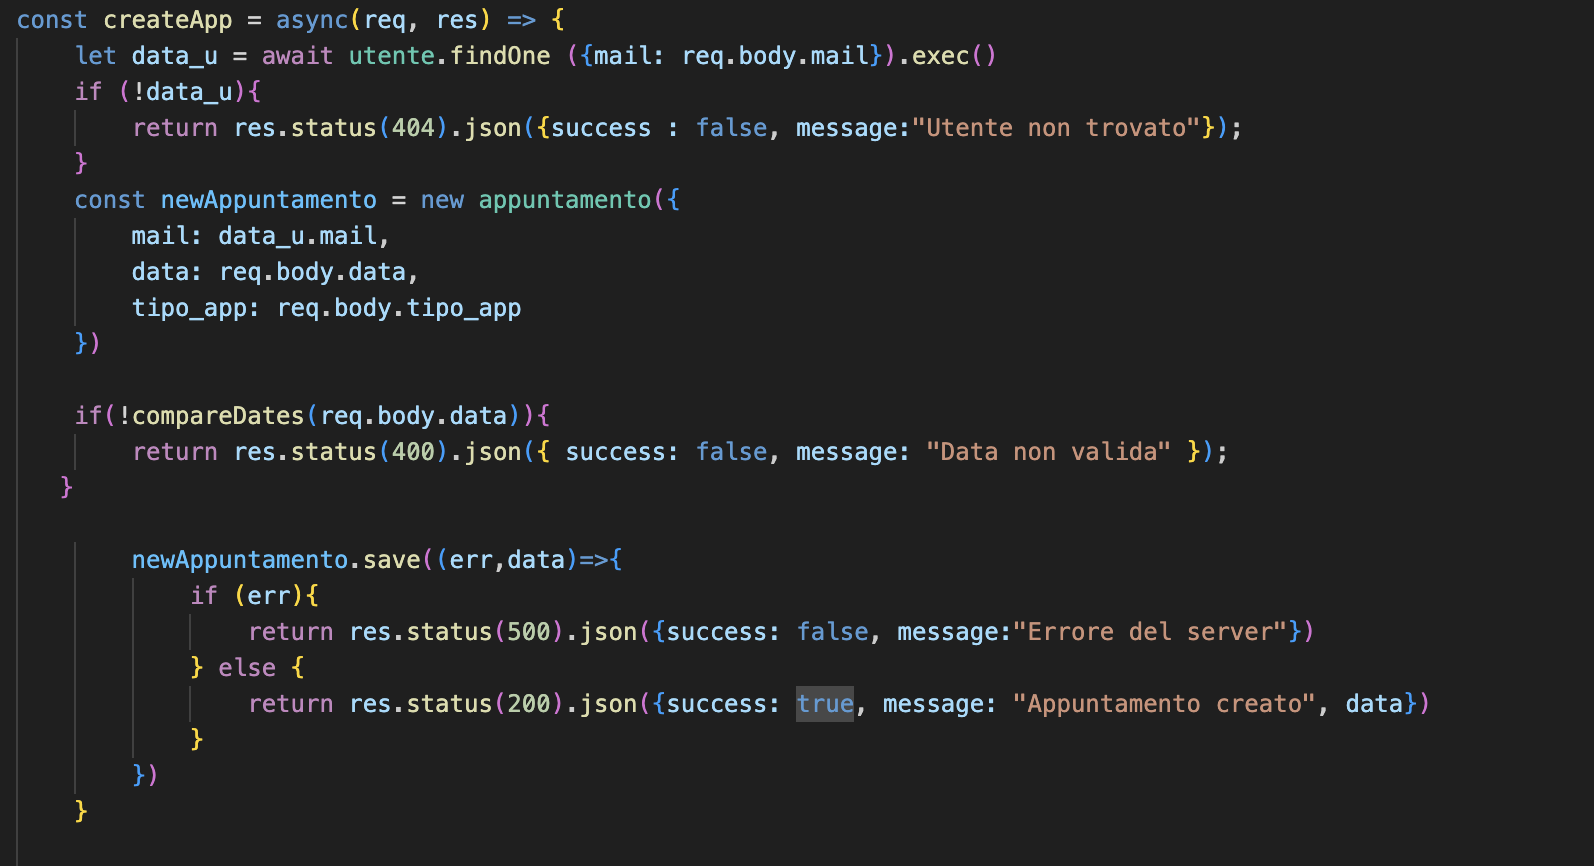 const createApp = async(req, res) => {
let data_u = await utente.findOne ({mail: req.body.mail}).exec()
if (!data_u){
return res.status(404).json({success : false, message:"Utente non trovato"});
}
const newAppuntamento = new appuntamento({
mail: data_u.mail,
data: req.body.data,
tipo_app: req.body.tipo_app
})
if(!compareDates(req.body.data)){
return res.status(400).json({ success: false, message: "Data non valida" });
}
newAppuntamento.save((err,data)=>{
if (err){
return res.status(500).json({success: false, message:"Errore del server"})
} else {
return res.status(200).json({success: true, message: "Appuntamento creato", data})
}
})
}